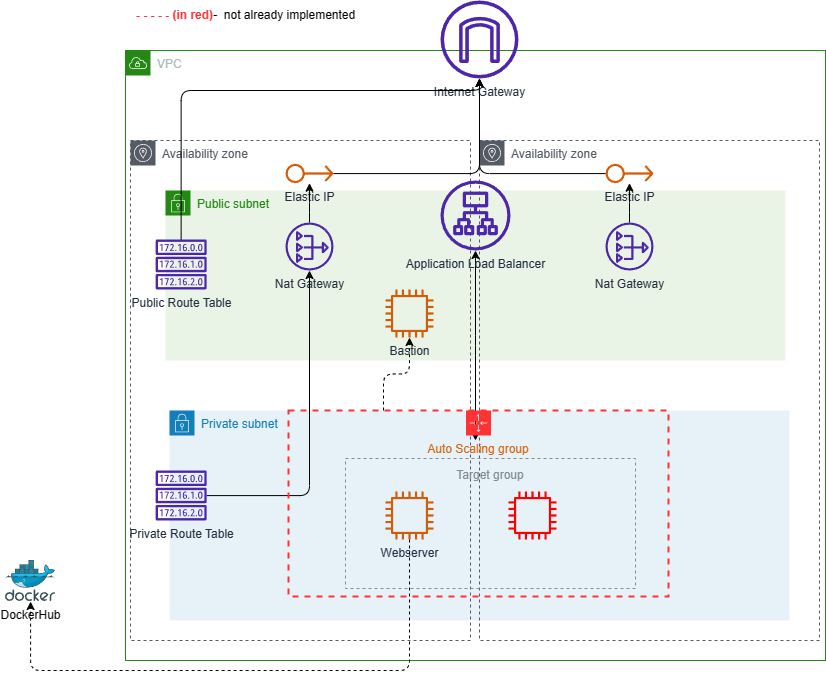 - - - - - (in red)- not already implemented
Internet Gateway
VPC
Availability zone
Availability zone
Elastic IP
Elastic IP
Public subnet
172.16.0.0
172.16.1.0
172.16.2.0
Public Route Table
Nat Gateway
Application Load Balancer
Nat Gateway
Bastion
Private subnet
Auto Scaling group
Target group
172.16.0.0
172.16.1.0
172.16.2.0
Private Route Table
Webserver
docker
DockerHub